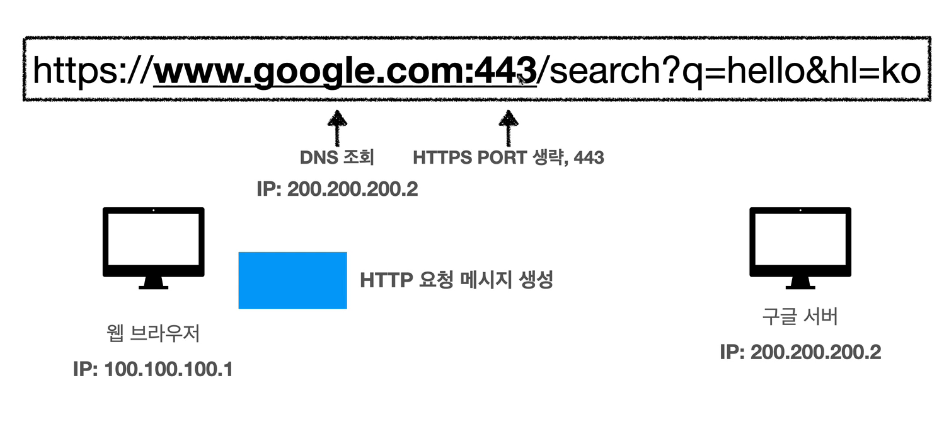 https://www.google.com:443/search?q=hello&hl=ko
DNS 조회
HTTPS PORT 생략, 443
IP: 200.200.200.2
HTTP 요청 메시지 생성
웹 브라우저
IP: 100.100.100.1
구글 서버
IP: 200.200.200.2